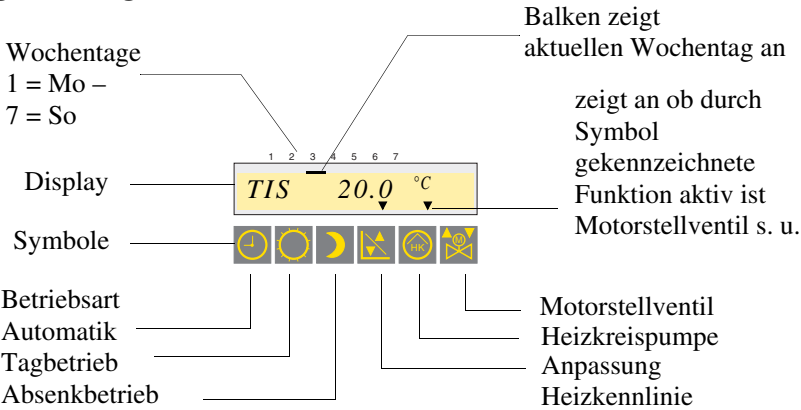 Balken zeigt
aktuellen Wochentag an
Wochentage
1 = Mo –
7 = So
zeigt an ob durch
Symbol
gekennzeichnete
Funktion aktiv ist
Motorstellventil s. u.
1 2 3 4 5 6 7
Display
TIS 20.0 °C
Symbole
HK M
Betriebsart
Automatik
Tagbetrieb
Absenkbetrieb
Motorstellventil
Heizkreispumpe
Anpassung
Heizkennlinie